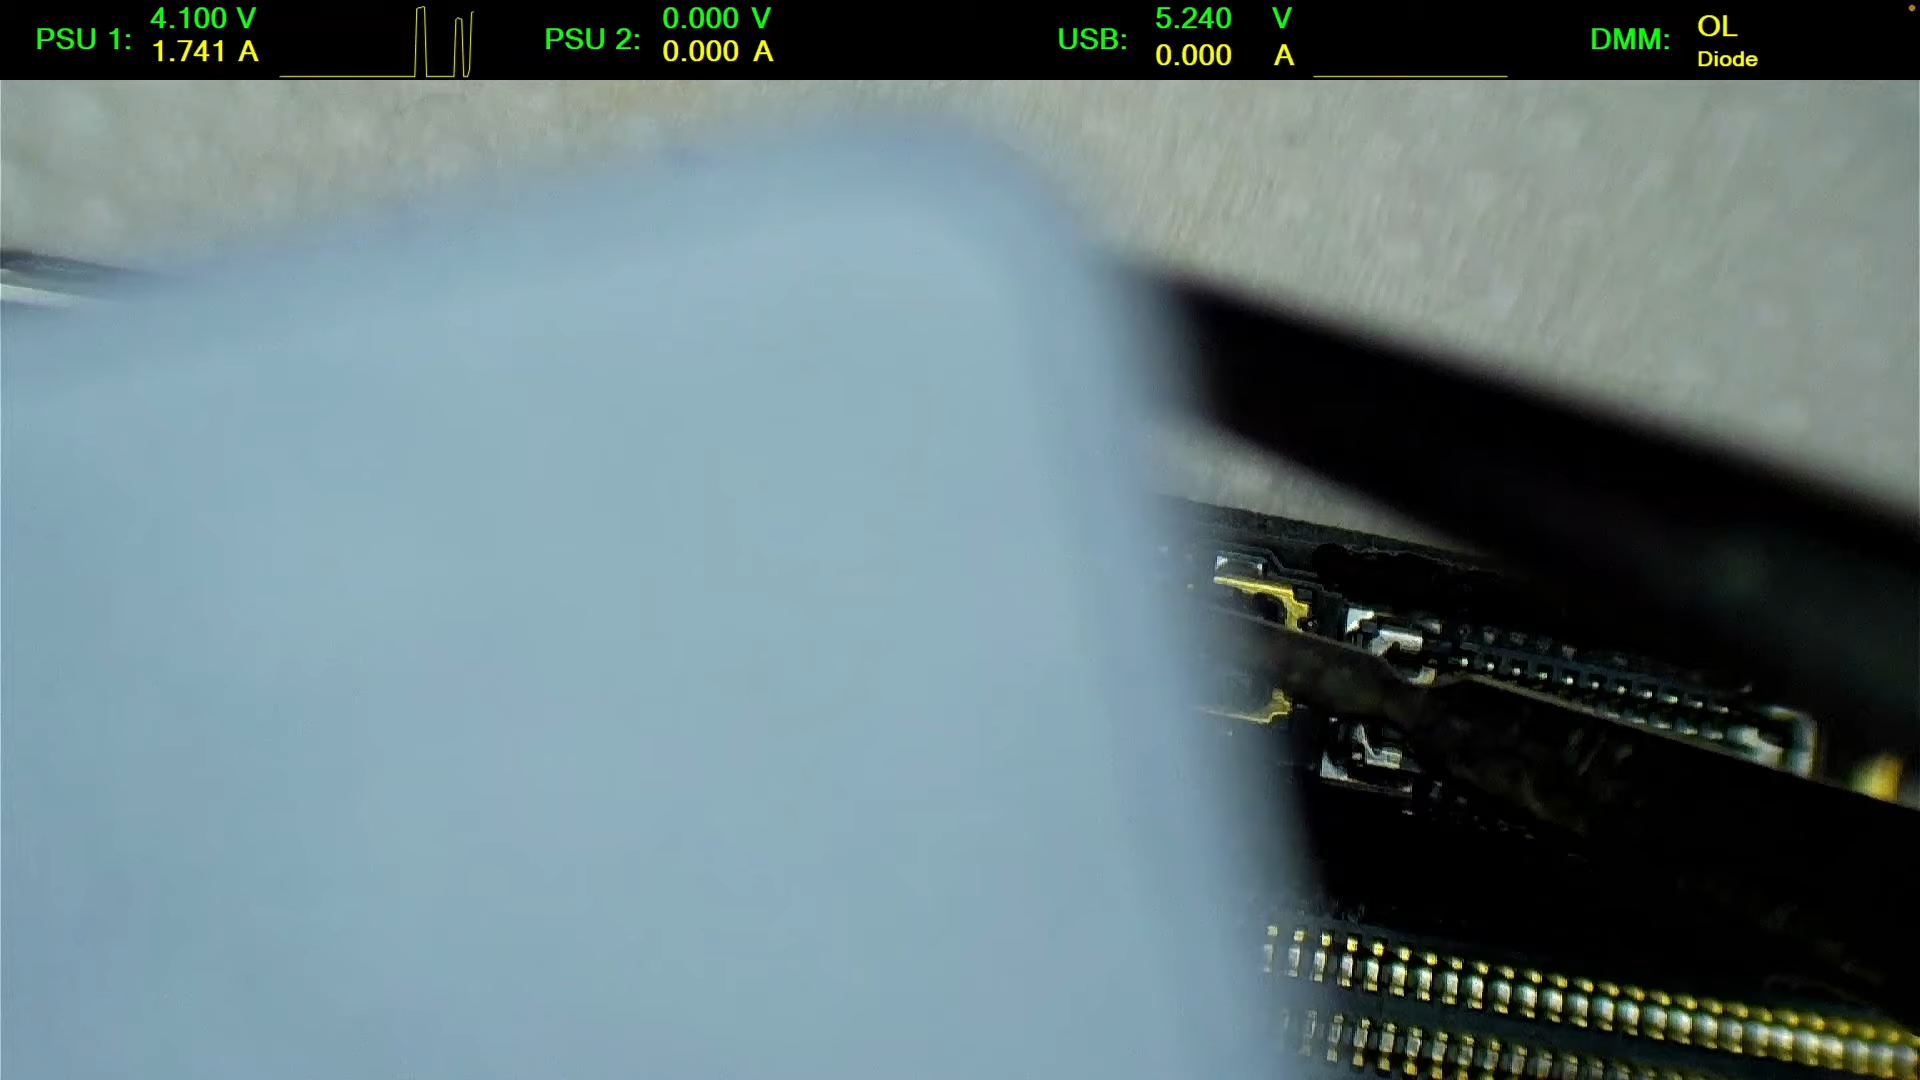 PSU 1: 4.100 V
1.741 A
PSU 2: 0.000 V
0.000 A
USB: 5.240 V
0.000 A
DMM: OL
Diode